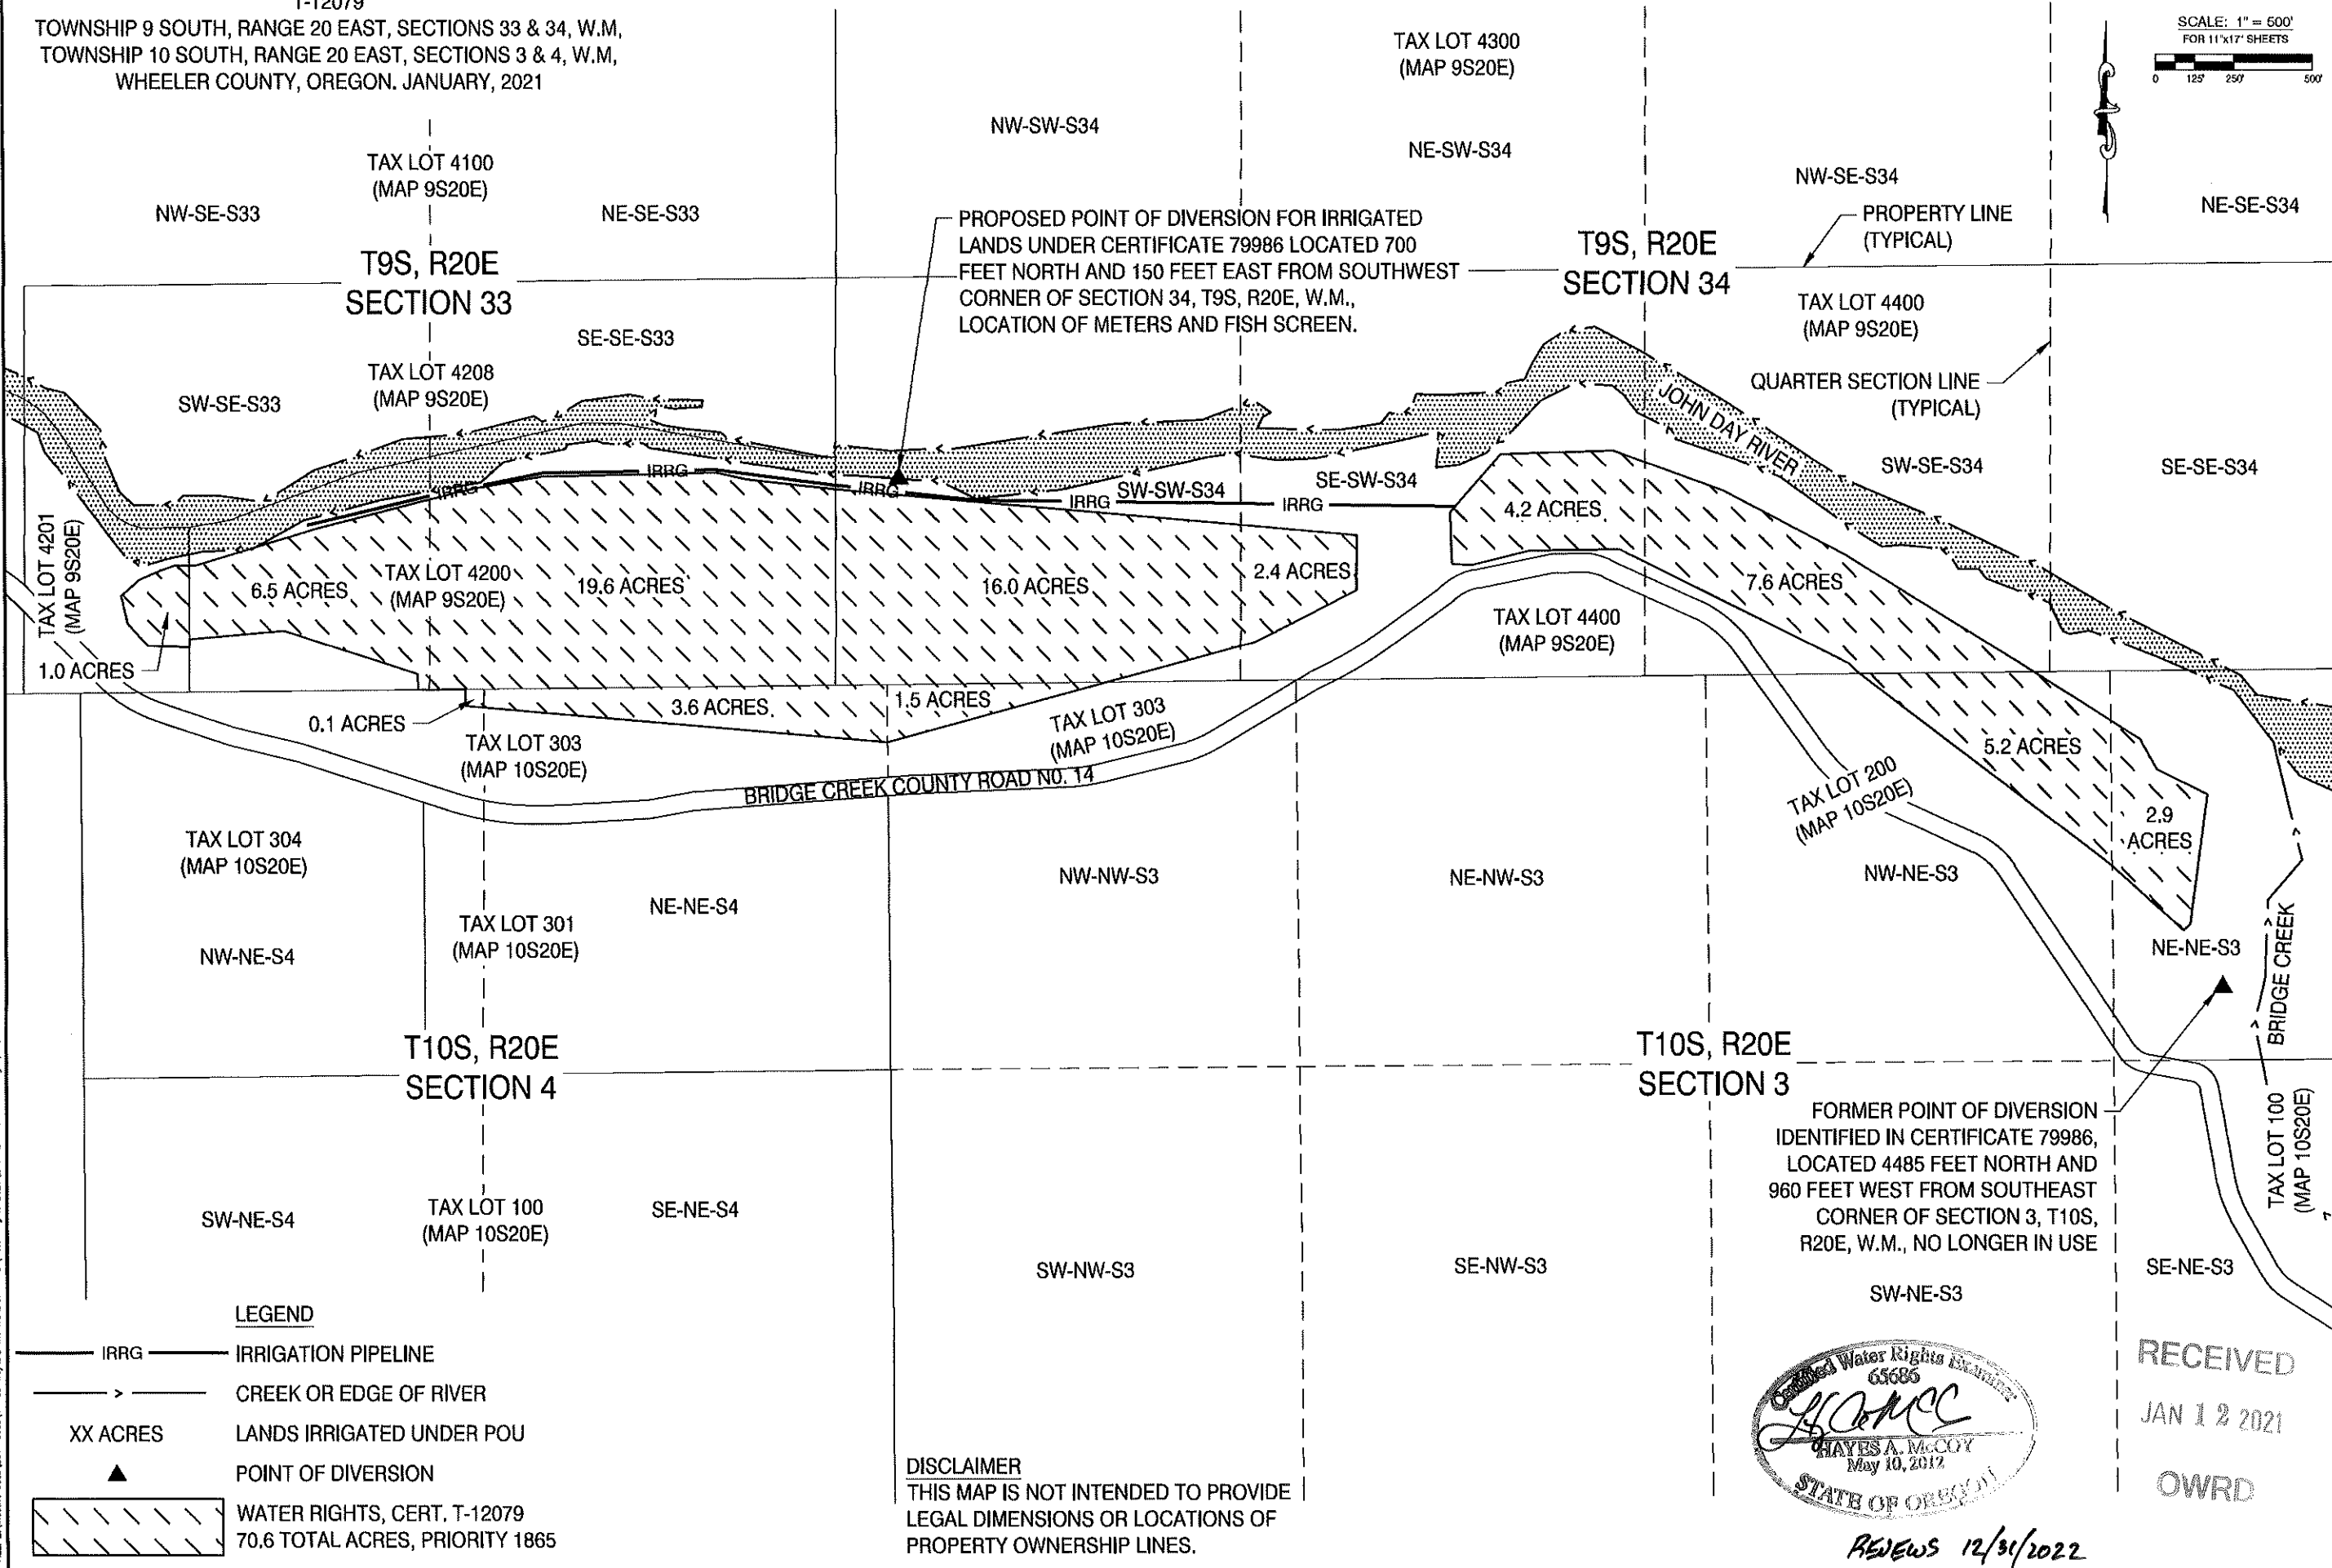 T-12079
TOWNSHIP 9 SOUTH, RANGE 20 EAST, SECTIONS 33 & 34, W.M,
TOWNSHIP 10 SOUTH, RANGE 20 EAST, SECTIONS 3 & 4, W.M,
WHEELER COUNTY, OREGON. JANUARY, 2021
SCALE: 1" = 500'
FOR 11"x17" SHEETS
0 125' 250' 500'
TAX LOT 4300
(MAP 9S20E)
NW-SW-S34
NE-SW-S34
TAX LOT 4100
(MAP 9S20E)
NW-SE-S33
NE-SE-S33
NW-SE-S34
NE-SE-S34
PROPERTY LINE
(TYPICAL)
PROPOSED POINT OF DIVERSION FOR IRRIGATED
LANDS UNDER CERTIFICATE 79986 LOCATED 700
FEET NORTH AND 150 FEET EAST FROM SOUTHWEST
CORNER OF SECTION 34, T9S, R20E, W.M.,
LOCATION OF METERS AND FISH SCREEN.
T9S, R20E
SECTION 33
T9S, R20E
SECTION 34
TAX LOT 4400
(MAP 9S20E)
SE-SE-S33
TAX LOT 4208
(MAP 9S20E)
SW-SE-S33
QUARTER SECTION LINE
(TYPICAL)
JOHN DAY RIVER
SW-SE-S34
SE-SE-S34
IRRG
IRRG
IRRG
IRRG
IRRG
SW-SW-S34
SE-SW-S34
4.2 ACRES
TAX LOT 4201
(MAP 9S20E)
6.5 ACRES
TAX LOT 4200
(MAP 9S20E)
19.6 ACRES
16.0 ACRES
2.4 ACRES
7.6 ACRES
TAX LOT 4400
(MAP 9S20E)
1.0 ACRES
0.1 ACRES
3.6 ACRES
1.5 ACRES
TAX LOT 303
(MAP 10S20E)
TAX LOT 303
(MAP 10S20E)
5.2 ACRES
BRIDGE CREEK COUNTY ROAD NO. 14
TAX LOT 200
(MAP 10S20E)
2.9
ACRES
TAX LOT 304
(MAP 10S20E)
NW-NW-S3
NE-NW-S3
NW-NE-S3
NE-NE-S4
TAX LOT 301
(MAP 10S20E)
NW-NE-S4
NE-NE-S3
BRIDGE CREEK
T10S, R20E
SECTION 4
T10S, R20E
SECTION 3
FORMER POINT OF DIVERSION
IDENTIFIED IN CERTIFICATE 79986,
LOCATED 4485 FEET NORTH AND
960 FEET WEST FROM SOUTHEAST
CORNER OF SECTION 3, T10S,
R20E, W.M., NO LONGER IN USE
TAX LOT 100
(MAP 10S20E)
SW-NE-S4
TAX LOT 100
(MAP 10S20E)
SE-NE-S4
SW-NW-S3
SE-NW-S3
SW-NE-S3
SE-NE-S3
LEGEND
IRRG IRRIGATION PIPELINE
CREEK OR EDGE OF RIVER
XX ACRES LANDS IRRIGATED UNDER POU
POINT OF DIVERSION
WATER RIGHTS, CERT. T-12079
70.6 TOTAL ACRES, PRIORITY 1865
DISCLAIMER
THIS MAP IS NOT INTENDED TO PROVIDE
LEGAL DIMENSIONS OR LOCATIONS OF
PROPERTY OWNERSHIP LINES.
Certified Water Rights Examiner
65686
HAYES A. McCOY
May 10, 2012
STATE OF OREGON
RENEWS 12/31/2022
RECEIVED
JAN 12 2021
OWRD